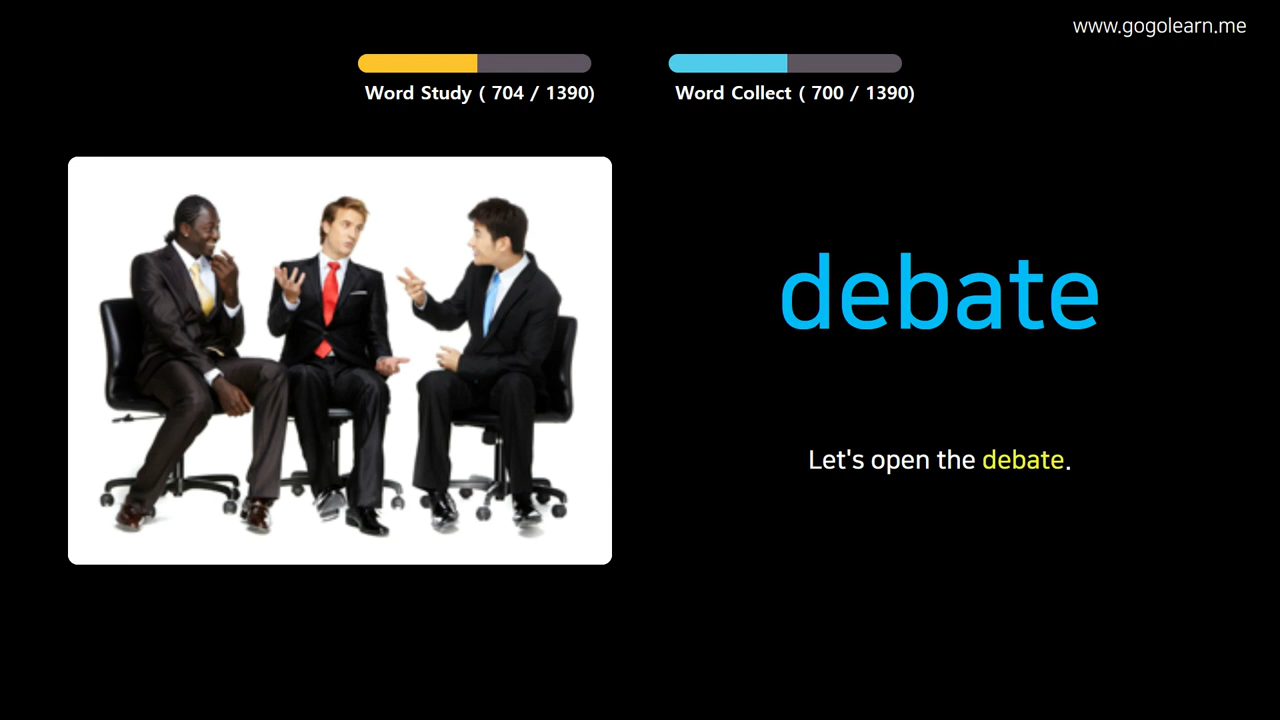 www.gogolearn.me
Word Study ( 704 / 1390)
Word Collect ( 700 / 1390)
debate
Let's open the debate.